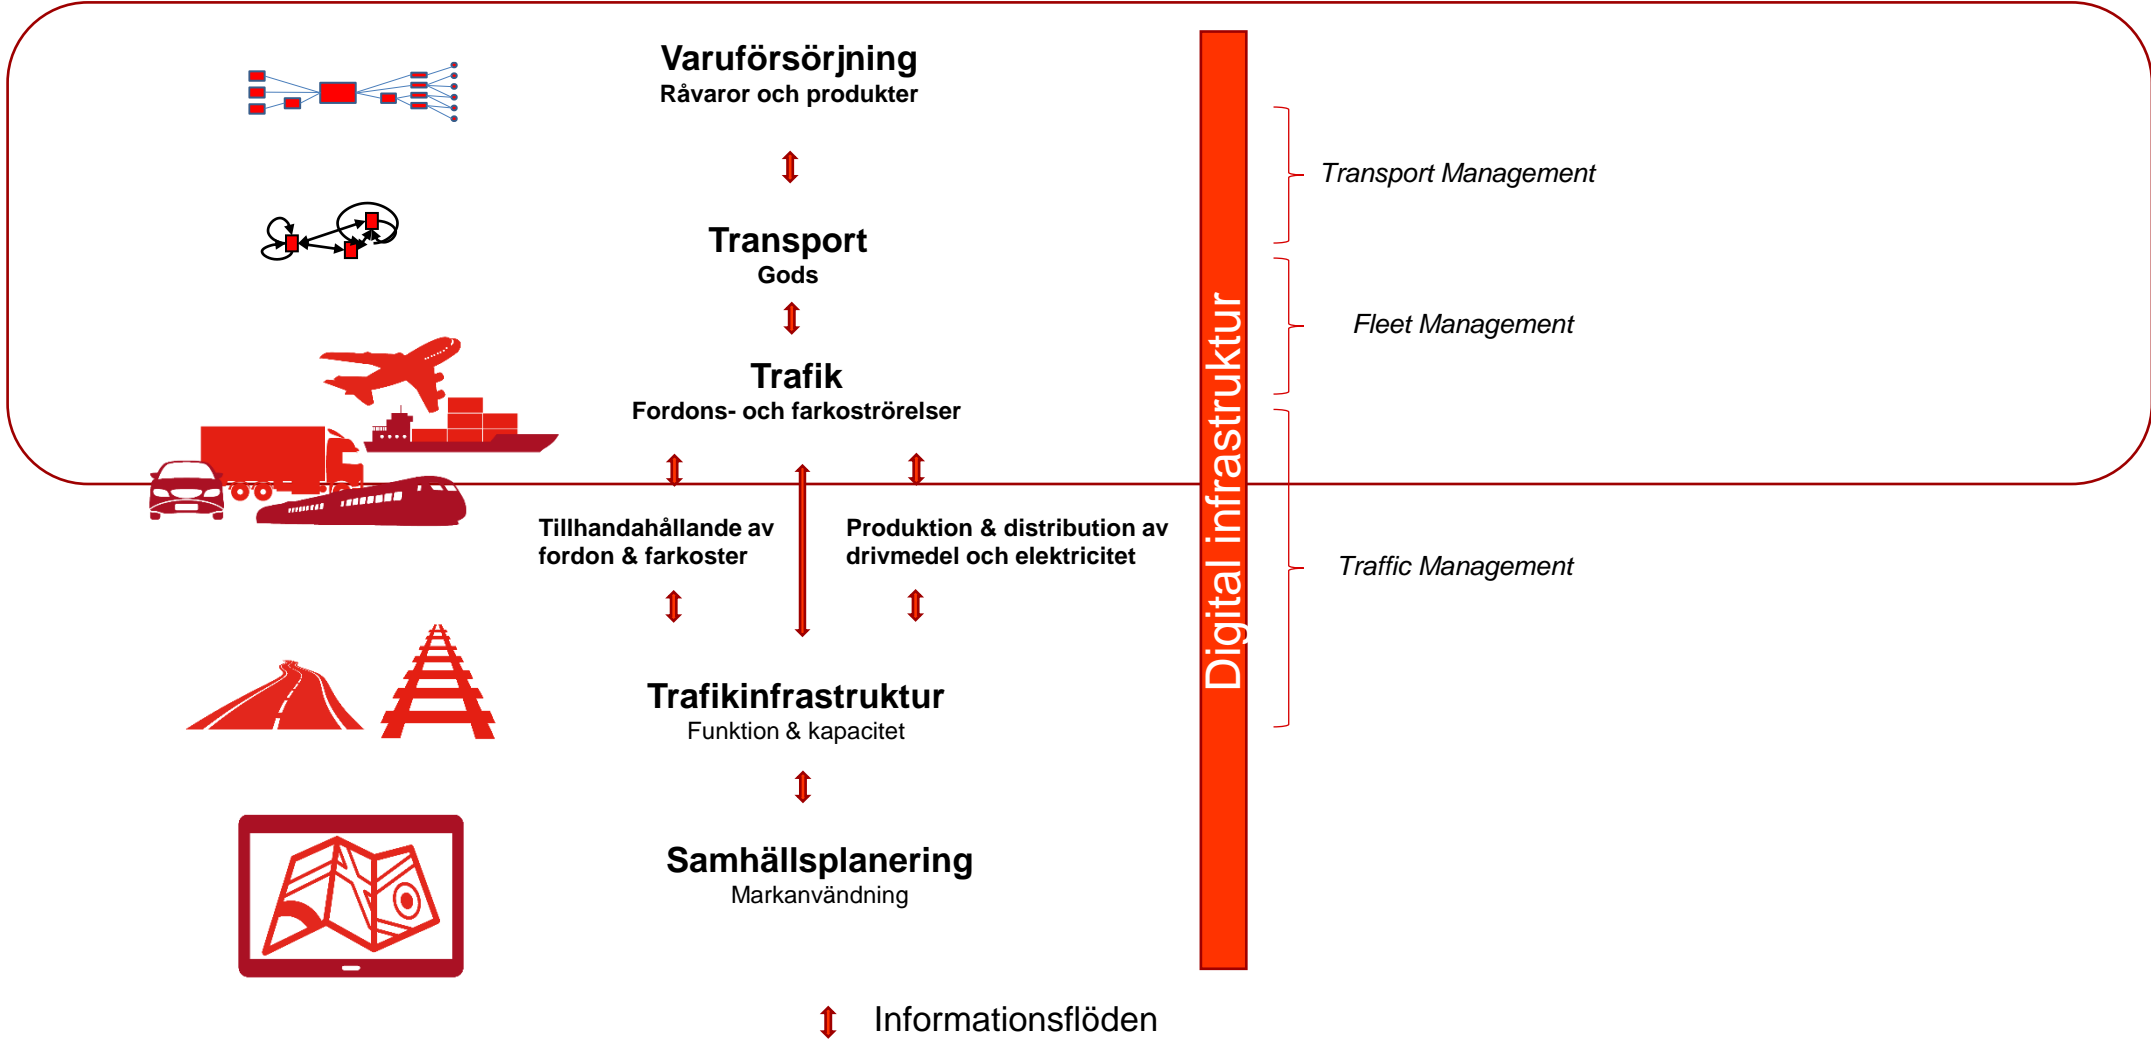 Varuförsörjning
Råvaror och produkter
Transport Management
Transport
Gods
Fleet Management
Trafik
Fordons- och farkoströrelser
Digital infrastruktur
Tillhandahållande av
fordon & farkoster
Produktion & distribution av
drivmedel och elektricitet
Traffic Management
Trafikinfrastruktur
Funktion & kapacitet
Samhällsplanering
Markanvändning
Informationsflöden